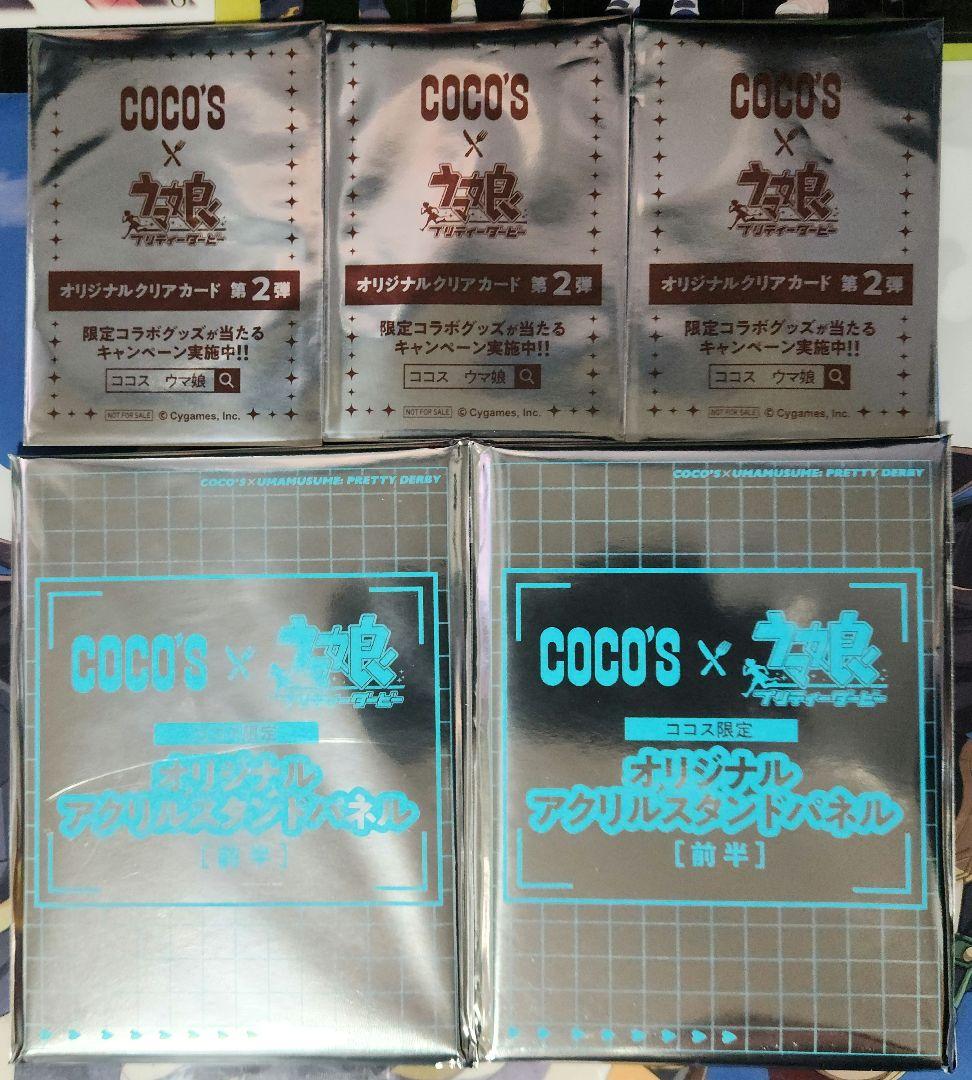 COCO'S
×
ウマ娘
プリティーダービー
オリジナルクリアカード 第2弾
限定コラボグッズが当たる
キャンペーン実施中!!
ココス ウマ娘
NOT FOR SALE © Cygames, Inc.
COCO'S
×
ウマ娘
プリティーダービー
オリジナルクリアカード 第2弾
限定コラボグッズが当たる
キャンペーン実施中!!
ココス ウマ娘
NOT FOR SALE © Cygames, Inc.
COCO'S
×
ウマ娘
プリティーダービー
オリジナルクリアカード 第2弾
限定コラボグッズが当たる
キャンペーン実施中!!
ココス ウマ娘
NOT FOR SALE © Cygames, Inc.
COCO'S×UMAMUSUME: PRETTY DERBY
COCO'S × ウマ娘
プリティーダービー
ココス限定
オリジナル
アクリルスタンドパネル
[前半]
COCO'S×UMAMUSUME: PRETTY DERBY
COCO'S × ウマ娘
プリティーダービー
ココス限定
オリジナル
アクリルスタンドパネル
[前半]